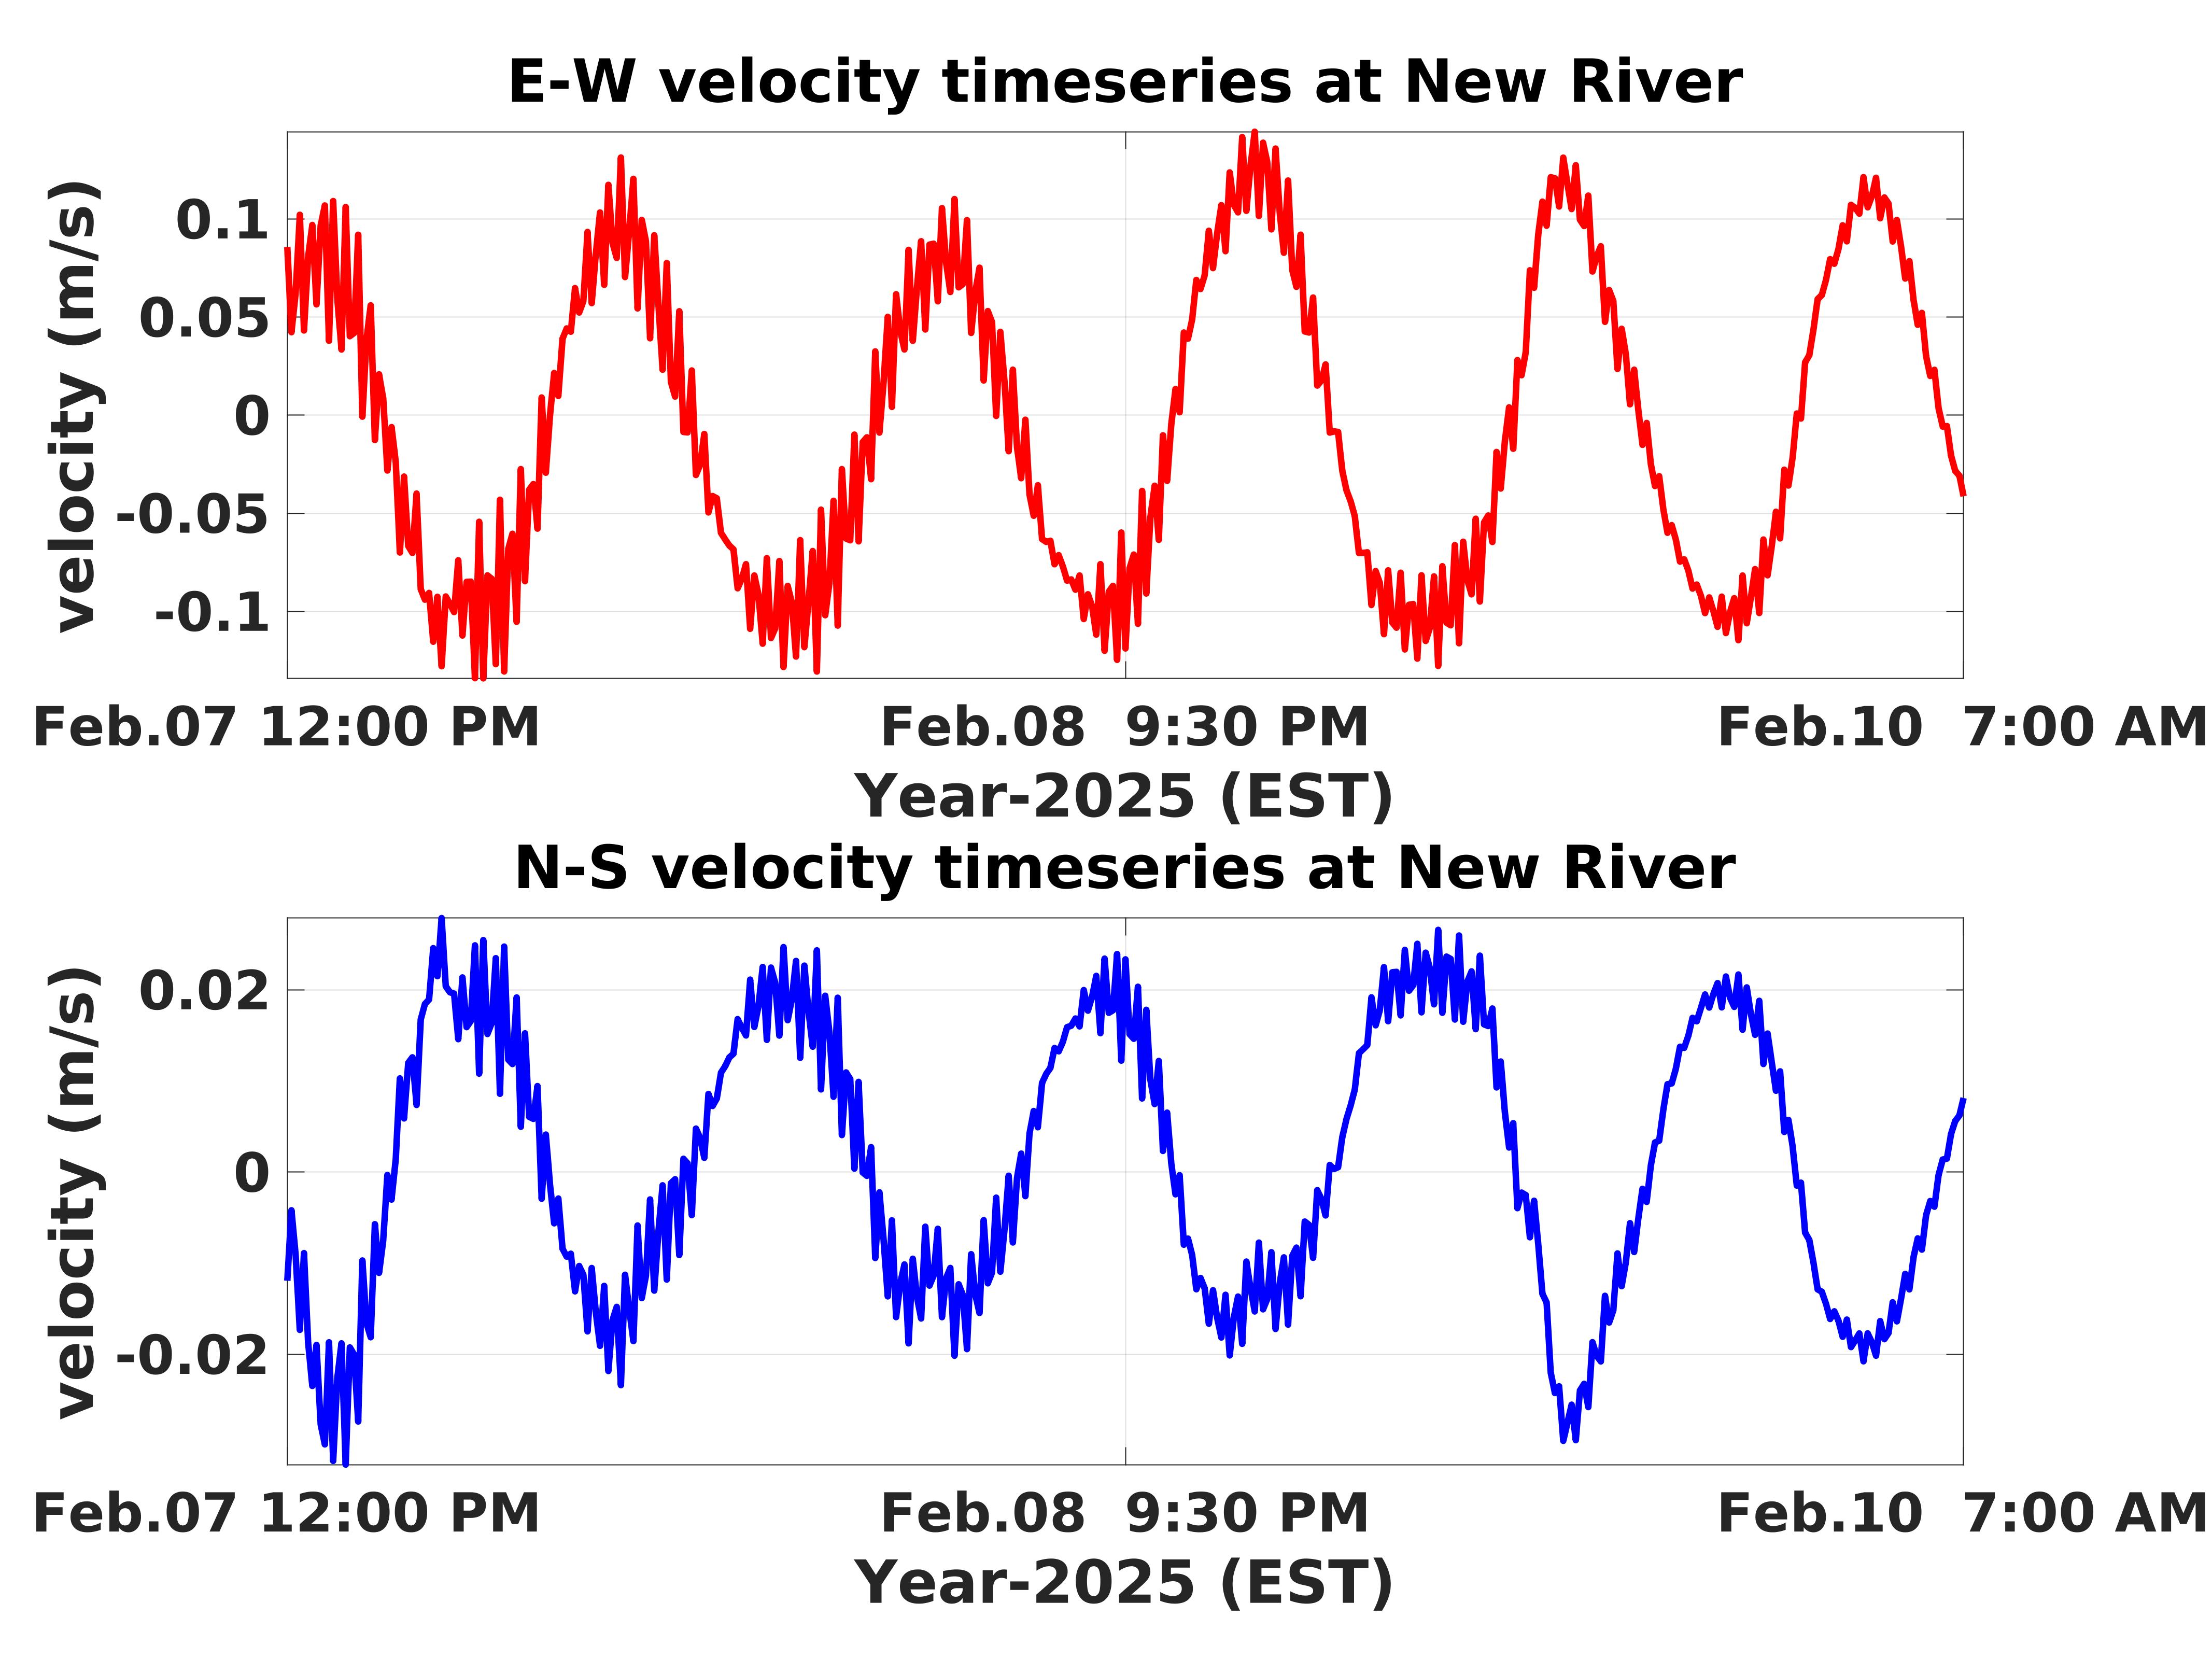 E-W velocity timeseries at New River
velocity (m/s)
0.1
0.05
0
-0.05
-0.1
Feb.07 12:00 PM Feb.08  9:30 PM Feb.10  7:00 AM
Year-2025 (EST)
N-S velocity timeseries at New River
velocity (m/s)
0.02
0
-0.02
Feb.07 12:00 PM Feb.08  9:30 PM Feb.10  7:00 AM
Year-2025 (EST)